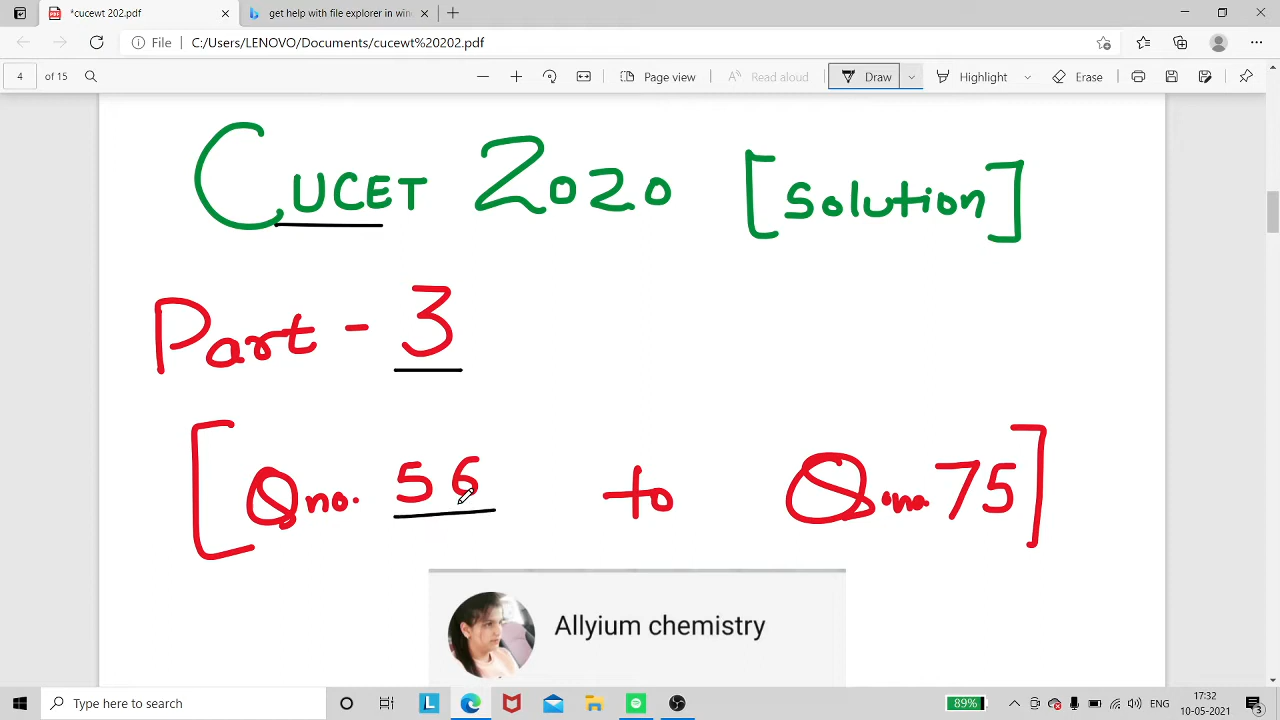 *cucewt 202.pdf
get help with file explorer in win
File C:/Users/LENOVO/Documents/cucewt%20202.pdf
4 of 15 Page view Read aloud Draw Highlight Erase
CUCET 2020 [Solution]
Part - 3
[Qno. 56 to Q.no. 75]
Allyium chemistry
Type here to search 89% ENG 17:32
10-05-2021 3